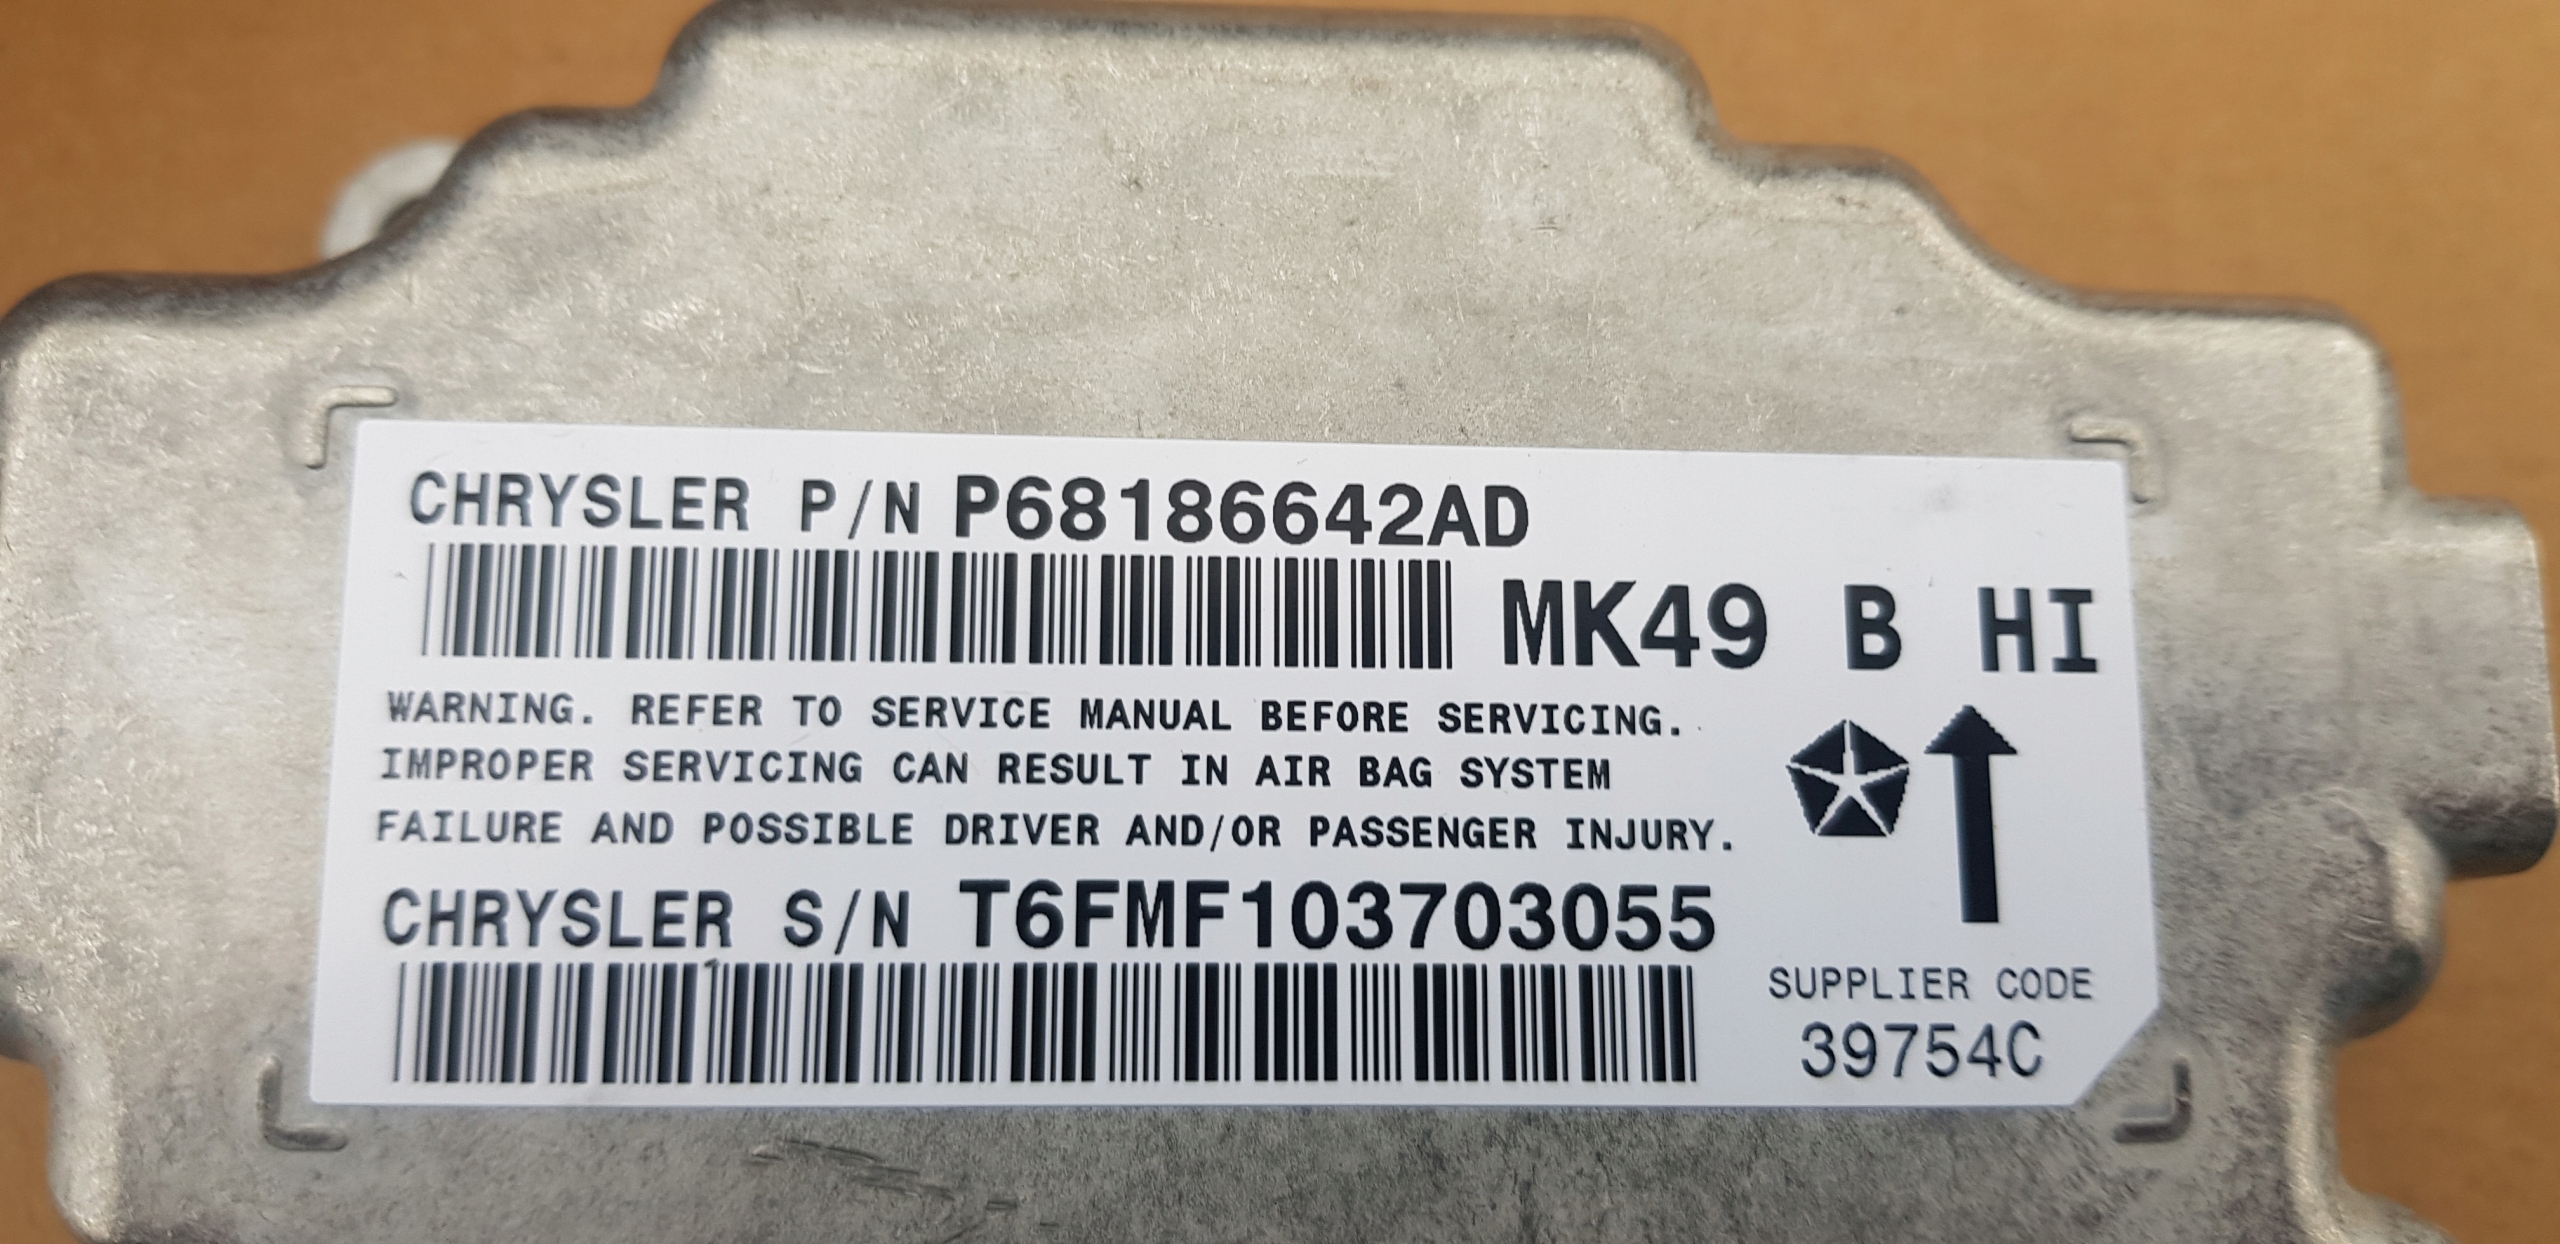 CHRYSLER P/N P68186642AD
MK49 B HI
WARNING. REFER TO SERVICE MANUAL BEFORE SERVICING.
IMPROPER SERVICING CAN RESULT IN AIR BAG SYSTEM
FAILURE AND POSSIBLE DRIVER AND/OR PASSENGER INJURY.
CHRYSLER S/N T6FMF103703055
SUPPLIER CODE
39754C